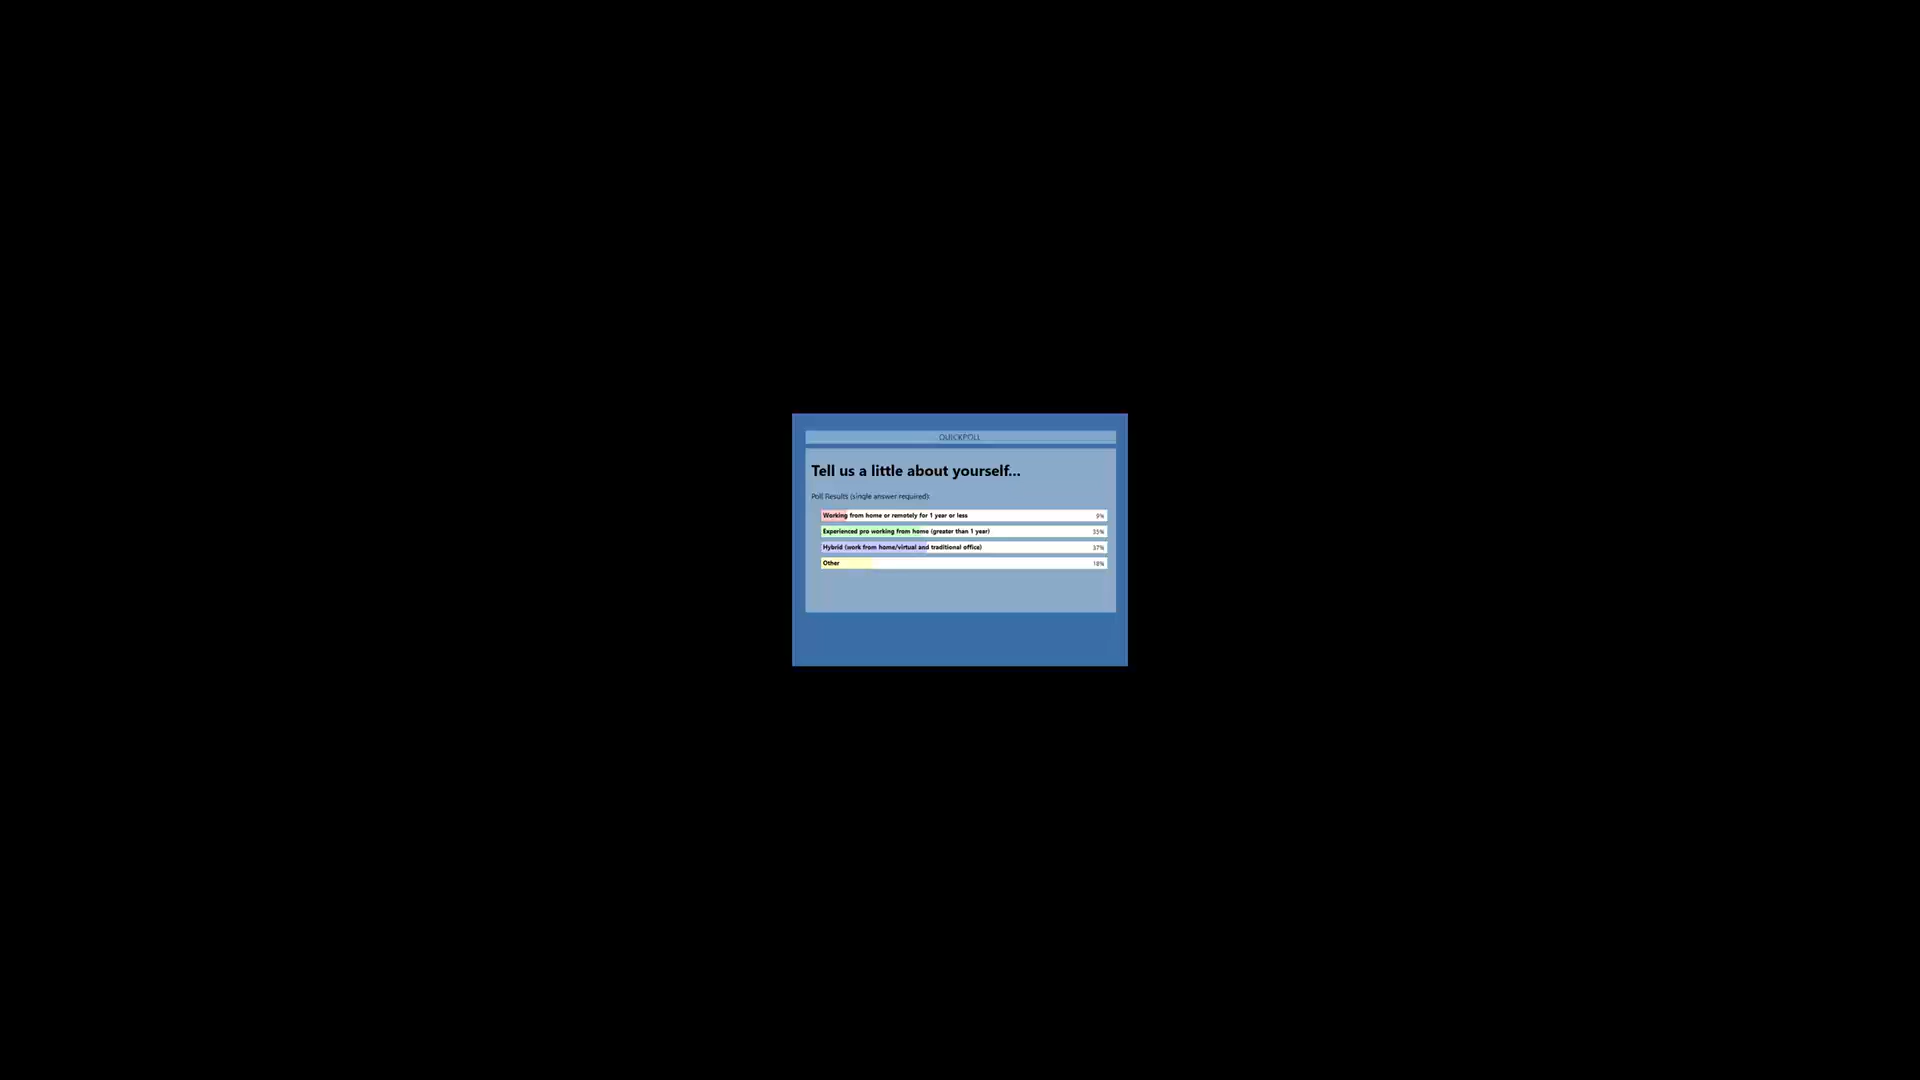 QUICKPOLL
Tell us a little about yourself...
Poll Results (single answer required):
Working from home or remotely for 1 year or less 9%
Experienced pro working from home (greater than 1 year) 35%
Hybrid (work from home/virtual and traditional office) 37%
Other 18%